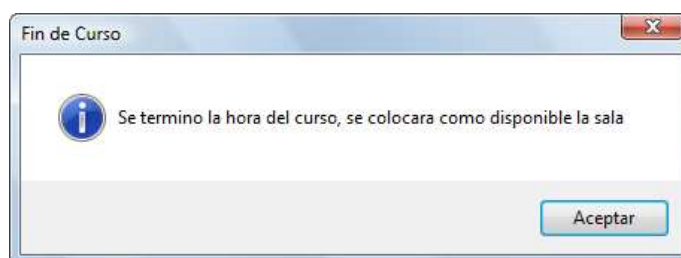 Fin de Curso
Se termino la hora del curso, se colocara como disponible la sala
Aceptar